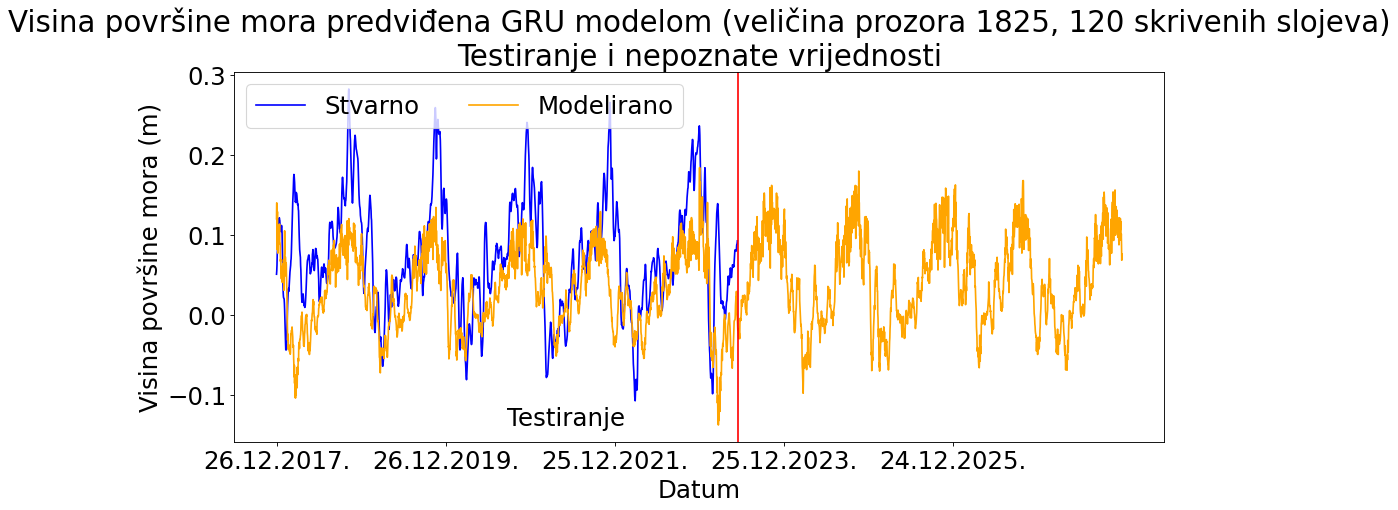 Visina površine mora predviđena GRU modelom (veličina prozora 1825, 120 skrivenih slojeva)
Testiranje i nepoznate vrijednosti
Visina površine mora (m)
0.3
0.2
0.1
0.0
−0.1
Stvarno
Modelirano
Testiranje
26.12.2017.
26.12.2019.
25.12.2021.
25.12.2023.
24.12.2025.
Datum